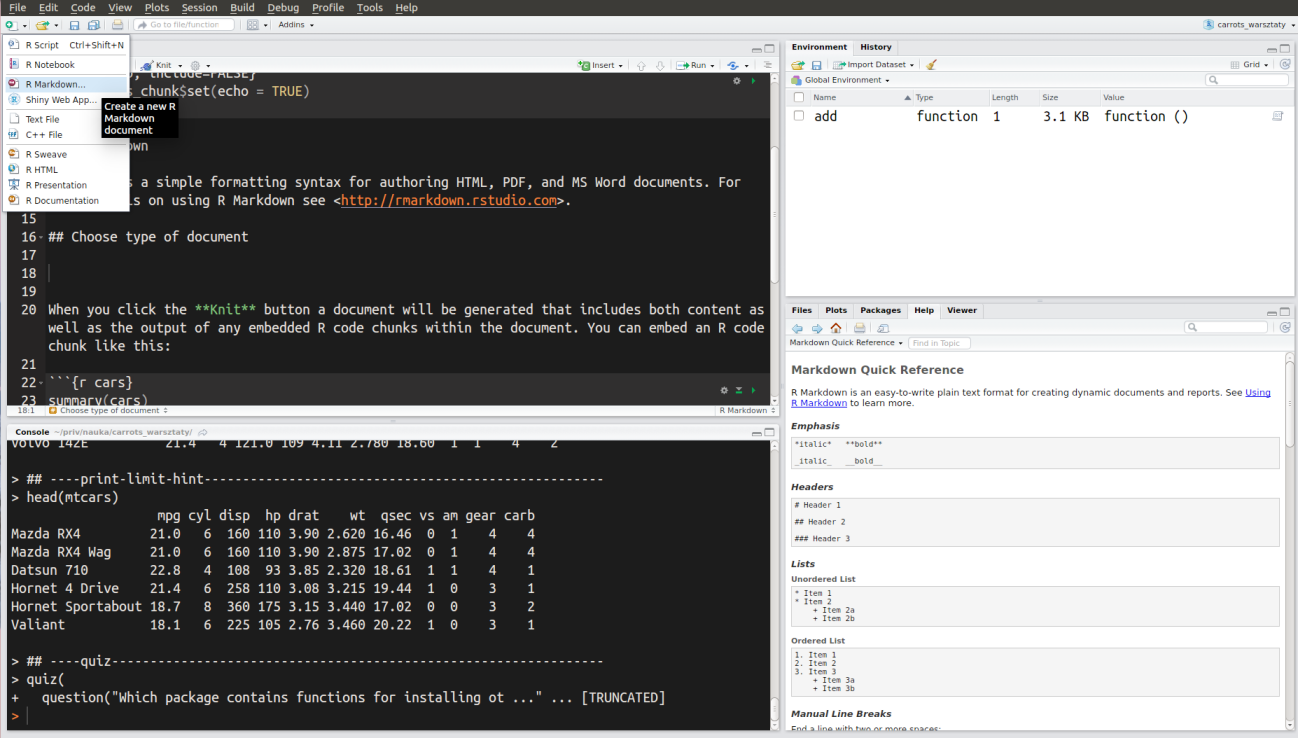 File Edit Code View Plots Session Build Debug Profile Tools Help
Go to file/function Addins carrots_warsztaty
R Script Ctrl+Shift+N
R Notebook
R Markdown...
Shiny Web App...
Text File
C++ File
R Sweave
R HTML
R Presentation
R Documentation
Create a new R
Markdown
document
Knit Insert Run
include=FALSE}
_chunk$set(echo = TRUE)
own
s a simple formatting syntax for authoring HTML, PDF, and MS Word documents. For
ls on using R Markdown see <http://rmarkdown.rstudio.com>.
15
16 ## Choose type of document
17
18
19
20 When you click the **Knit** button a document will be generated that includes both content as
well as the output of any embedded R code chunks within the document. You can embed an R code
chunk like this:
21
22 ```{r cars}
23 summary(cars)
18:1 Choose type of document R Markdown
Console ~/priv/nauka/carrots_warsztaty/
Volvo 142E 21.4 4 121.0 109 4.11 2.780 18.60 1 1 4 2
> ## ----print-limit-hint----------------------------------------------------
> head(mtcars)
mpg cyl disp hp drat wt qsec vs am gear carb
Mazda RX4 21.0 6 160 110 3.90 2.620 16.46 0 1 4 4
Mazda RX4 Wag 21.0 6 160 110 3.90 2.875 17.02 0 1 4 4
Datsun 710 22.8 4 108 93 3.85 2.320 18.61 1 1 4 1
Hornet 4 Drive 21.4 6 258 110 3.08 3.215 19.44 1 0 3 1
Hornet Sportabout 18.7 8 360 175 3.15 3.440 17.02 0 0 3 2
Valiant 18.1 6 225 105 2.76 3.460 20.22 1 0 3 1
> ## ----quiz----------------------------------------------------------------
> quiz(
+ question("Which package contains functions for installing ot ..." ... [TRUNCATED]
>
Environment History
Import Dataset Grid
Global Environment
Name Type Length Size Value
add function 1 3.1 KB function ()
Files Plots Packages Help Viewer
Markdown Quick Reference Find in Topic
Markdown Quick Reference
R Markdown is an easy-to-write plain text format for creating dynamic documents and reports. See Using
R Markdown to learn more.
Emphasis
*italic* **bold**
_italic_ __bold__
Headers
# Header 1
## Header 2
### Header 3
Lists
Unordered List
* Item 1
* Item 2
+ Item 2a
+ Item 2b
Ordered List
1. Item 1
2. Item 2
3. Item 3
+ Item 3a
+ Item 3b
Manual Line Breaks
End a line with two or more spaces: